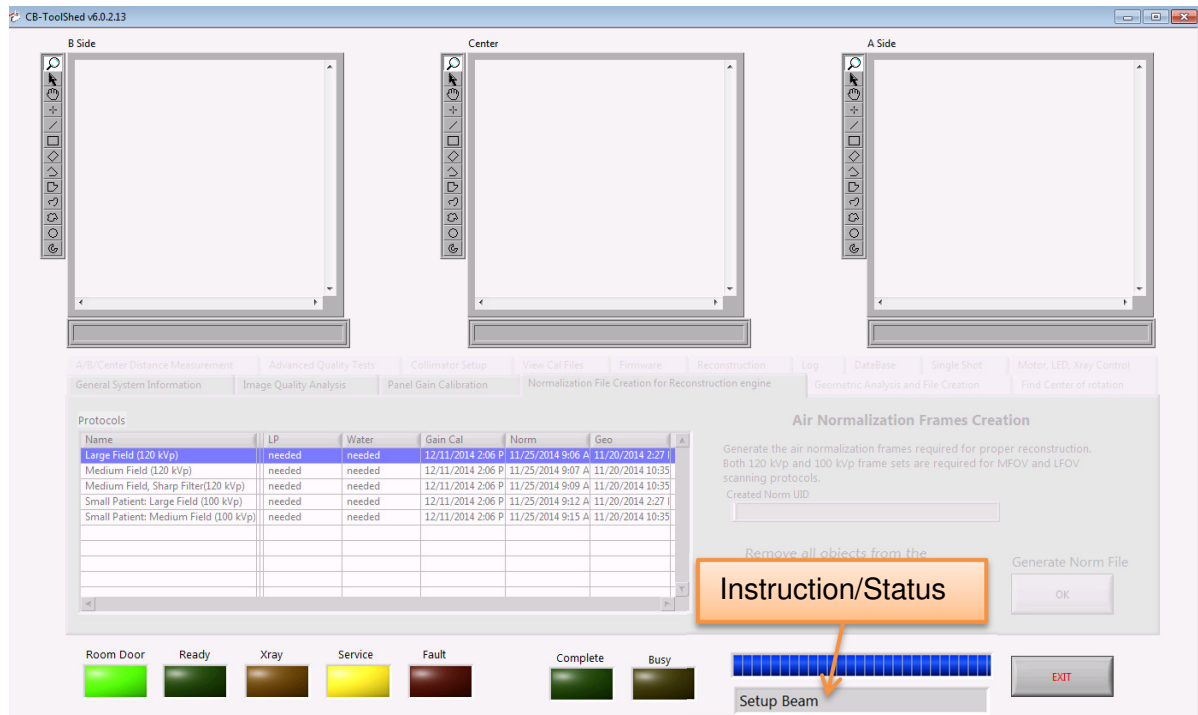 CB-ToolShed v6.0.2.13
B Side
Center
A Side
A/B/Center Distance Measurement Advanced Quality Tests Collimator Setup View Cal Files Firmware Reconstruction Log DataBase Single Shot Motor, LED, Xray Control
General System Information Image Quality Analysis Panel Gain Calibration Normalization File Creation for Reconstruction engine Geometric Analysis and File Creation Find Center of rotation
Protocols
Name LP Water Gain Cal Norm Geo
Large Field (120 kVp) needed needed 12/11/2014 2:06 P 11/25/2014 9:06 A 11/20/2014 2:27
Medium Field (120 kVp) needed needed 12/11/2014 2:06 P 11/25/2014 9:07 A 11/20/2014 10:35
Medium Field, Sharp Filter(120 kVp) needed needed 12/11/2014 2:06 P 11/25/2014 9:09 A 11/20/2014 10:35
Small Patient: Large Field (100 kVp) needed needed 12/11/2014 2:06 P 11/25/2014 9:12 A 11/20/2014 2:27
Small Patient: Medium Field (100 kVp) needed needed 12/11/2014 2:06 P 11/25/2014 9:15 A 11/20/2014 10:35
Air Normalization Frames Creation
Generate the air normalization frames required for proper reconstruction.
Both 120 kVp and 100 kVp frame sets are required for MFOV and LFOV
scanning protocols.
Created Norm UID
Remove all objects from the
Generate Norm File
OK
Instruction/Status
Room Door
Ready
Xray
Service
Fault
Complete
Busy
Setup Beam
EXIT